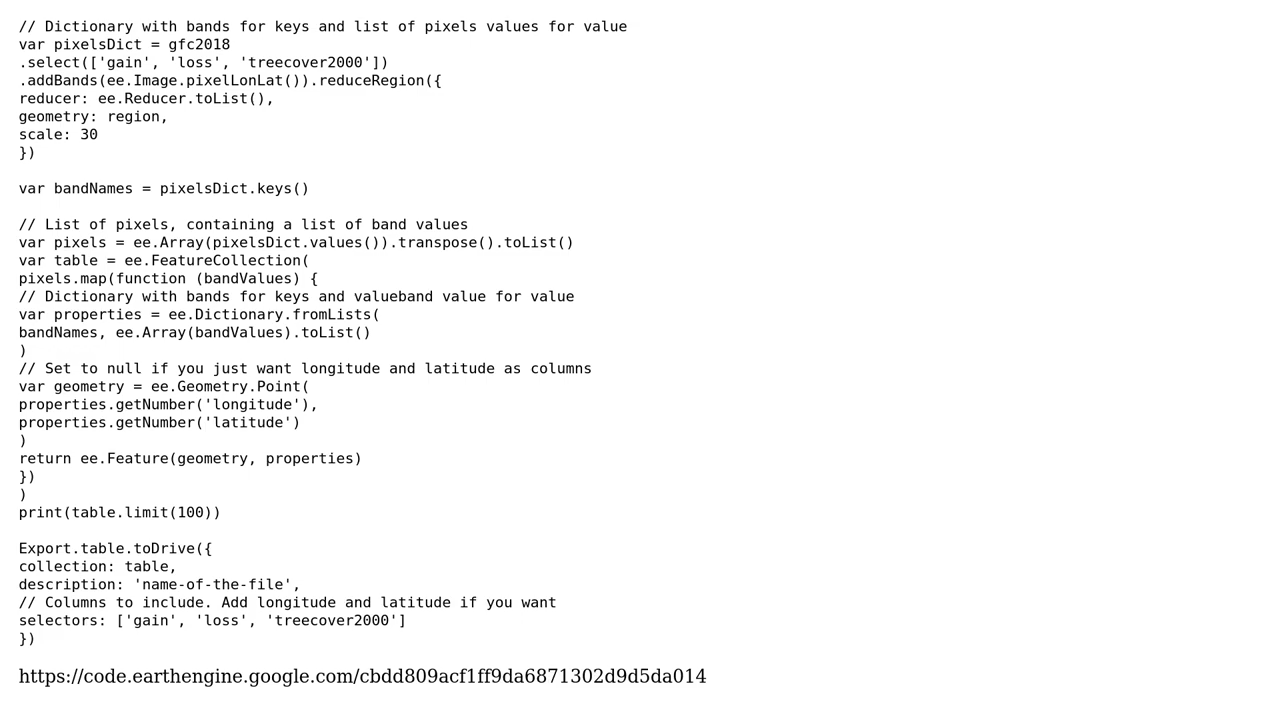 // Dictionary with bands for keys and list of pixels values for value
var pixelsDict = gfc2018
.select(['gain', 'loss', 'treecover2000'])
.addBands(ee.Image.pixelLonLat()).reduceRegion({
reducer: ee.Reducer.toList(),
geometry: region,
scale: 30
})

var bandNames = pixelsDict.keys()

// List of pixels, containing a list of band values
var pixels = ee.Array(pixelsDict.values()).transpose().toList()
var table = ee.FeatureCollection(
pixels.map(function (bandValues) {
// Dictionary with bands for keys and valueband value for value
var properties = ee.Dictionary.fromLists(
bandNames, ee.Array(bandValues).toList()
)
// Set to null if you just want longitude and latitude as columns
var geometry = ee.Geometry.Point(
properties.getNumber('longitude'),
properties.getNumber('latitude')
)
return ee.Feature(geometry, properties)
})
)
print(table.limit(100))

Export.table.toDrive({
collection: table,
description: 'name-of-the-file',
// Columns to include. Add longitude and latitude if you want
selectors: ['gain', 'loss', 'treecover2000']
})

https://code.earthengine.google.com/cbdd809acf1ff9da6871302d9d5da014